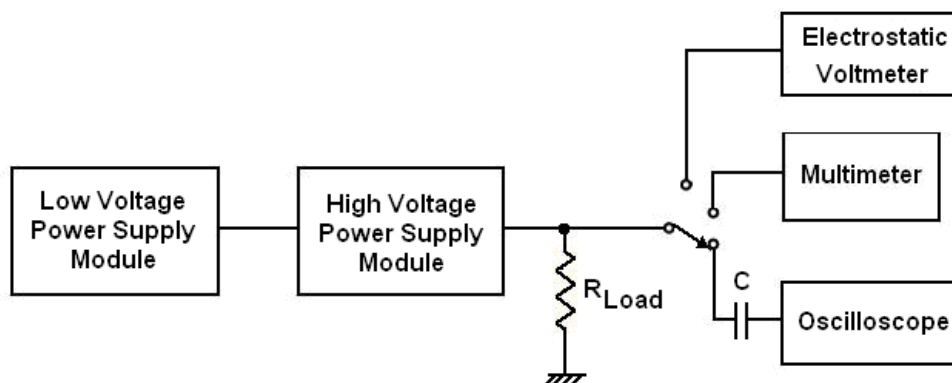 Electrostatic
Voltmeter
Low Voltage
Power Supply
Module
High Voltage
Power Supply
Module
Multimeter
R Load
C
Oscilloscope